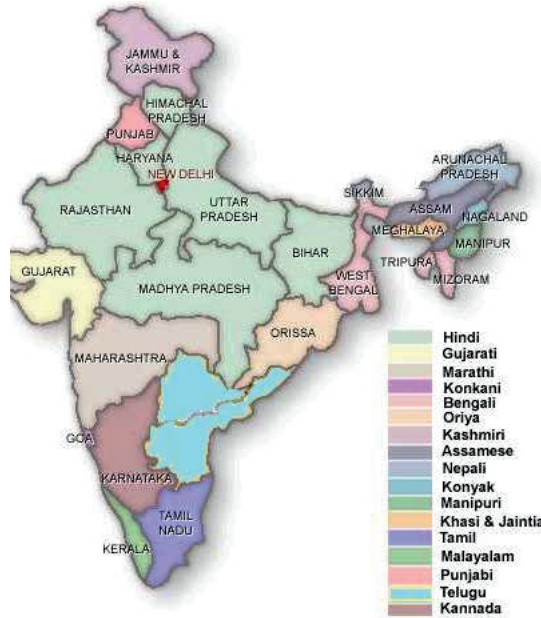 JAMMU &
KASHMIR
HIMACHAL
PRADESH
PUNJAB
HARYANA
NEW DELHI
ARUNACHAL
PRADESH
SIKKIM
UTTAR
PRADESH
RAJASTHAN
ASSAM
NAGALAND
MEGHALAYA
MANIPUR
BIHAR
TRIPURA
MIZORAM
GUJARAT
WEST
BENGAL
MADHYA PRADESH
ORISSA
MAHARASHTRA
GOA
KARNATAKA
TAMIL
NADU
KERALA
Hindi
Gujarati
Marathi
Konkani
Bengali
Oriya
Kashmiri
Assamese
Nepali
Konyak
Manipuri
Khasi & Jaintia
Tamil
Malayalam
Punjabi
Telugu
Kannada